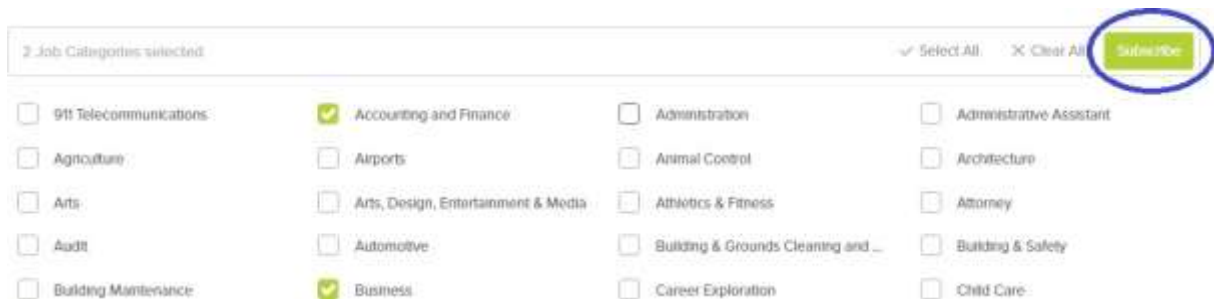 2 Job Categories selected Select All Clear All Subscribe
911 Telecommunications Accounting and Finance Administration Administrative Assistant
Agriculture Airports Animal Control Architecture
Arts Arts, Design, Entertainment & Media Athletics & Fitness Attorney
Audit Automotive Building & Grounds Cleaning and ... Building & Safety
Building Maintenance Business Career Exploration Child Care